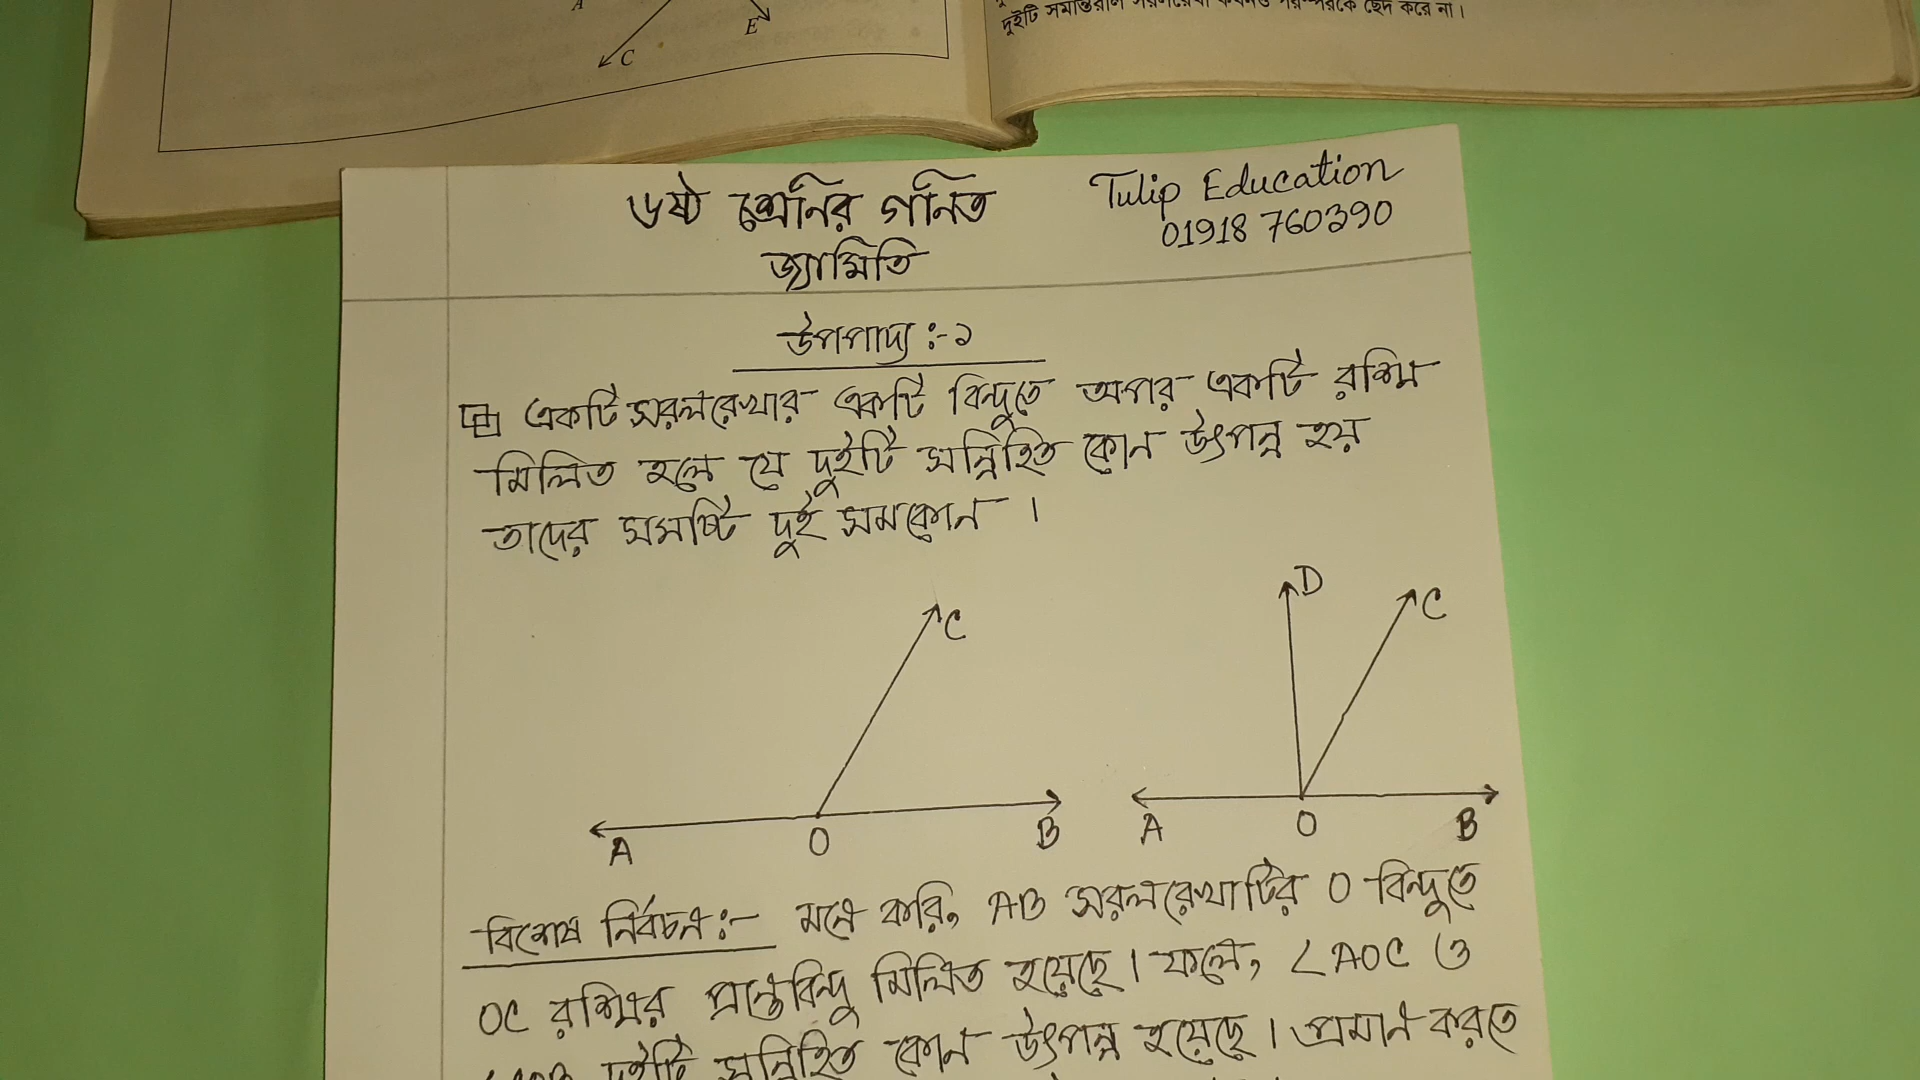 A
E
C
দুইটি সমান্তরাল সরলরেখা কখনও পরস্পরকে ছেদ করে না।
৬ষ্ঠ শ্রেনির গনিত
জ্যামিতি
Tulip Education
01918 760390
উপপাদ্য :- ১
একটি সরলরেখার একটি বিন্দুতে অপর একটি রশ্মি
মিলিত হলে যে দুইটি সন্নিহিত কোন উৎপন্ন হয়
তাদের সমষ্টি দুই সমকোন ।
C
A
O
B
D
C
A
O
B
বিশেষ নির্বচন :- মনে করি, AB সরলরেখাটির O বিন্দুতে
OC রশ্মির প্রান্তবিন্দু মিলিত হয়েছে। ফলে, ∠AOC ও
দুইটি সন্নিহিত কোন উৎপন্ন হয়েছে। প্রমান করতে